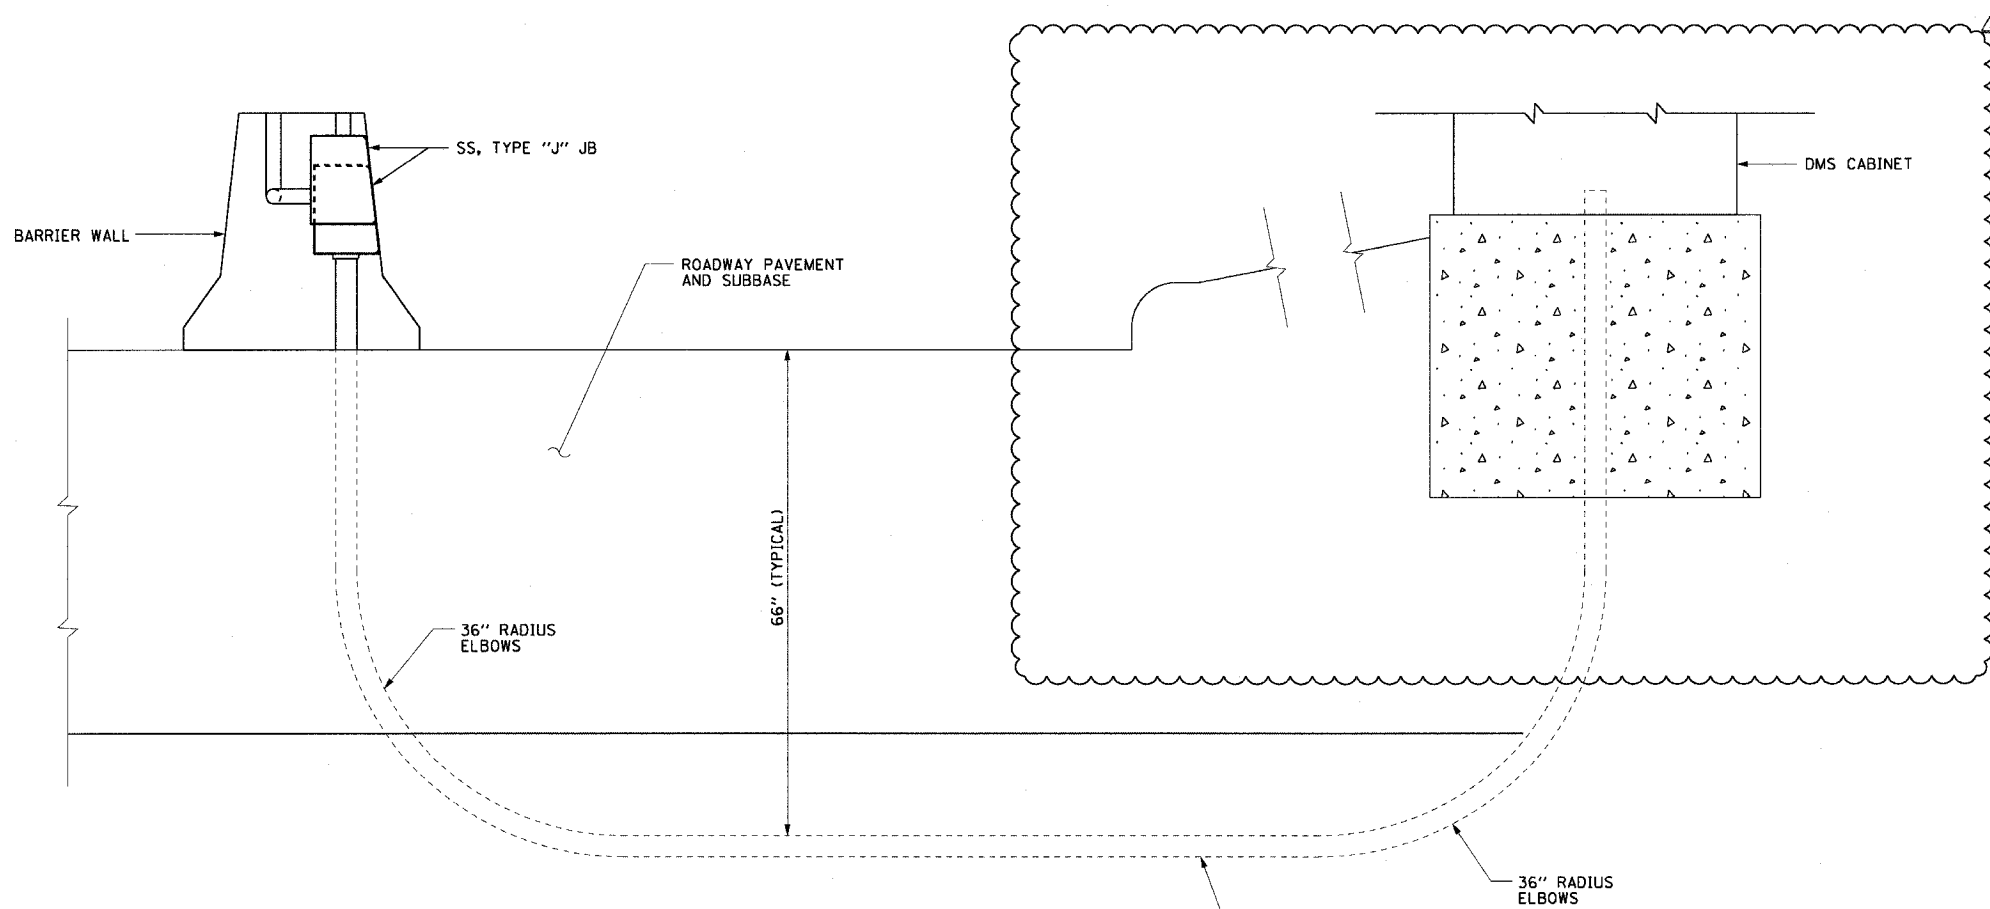 SS, TYPE "J" JB
DMS CABINET
BARRIER WALL
ROADWAY PAVEMENT
AND SUBBASE
66" (TYPICAL)
36" RADIUS
ELBOWS
36" RADIUS
ELBOWS